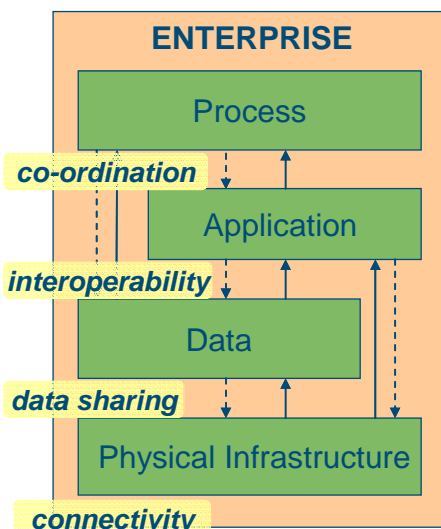 ENTERPRISE
Process
co-ordination
Application
interoperability
Data
data sharing
Physical Infrastructure
connectivity